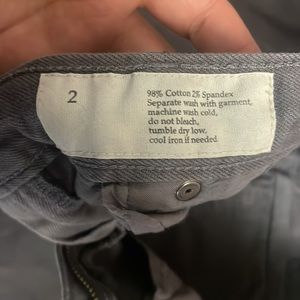 2
98% Cotton 2% Spandex
Separate wash with garment,
machine wash cold,
do not bleach,
tumble dry low.
cool iron if needed.